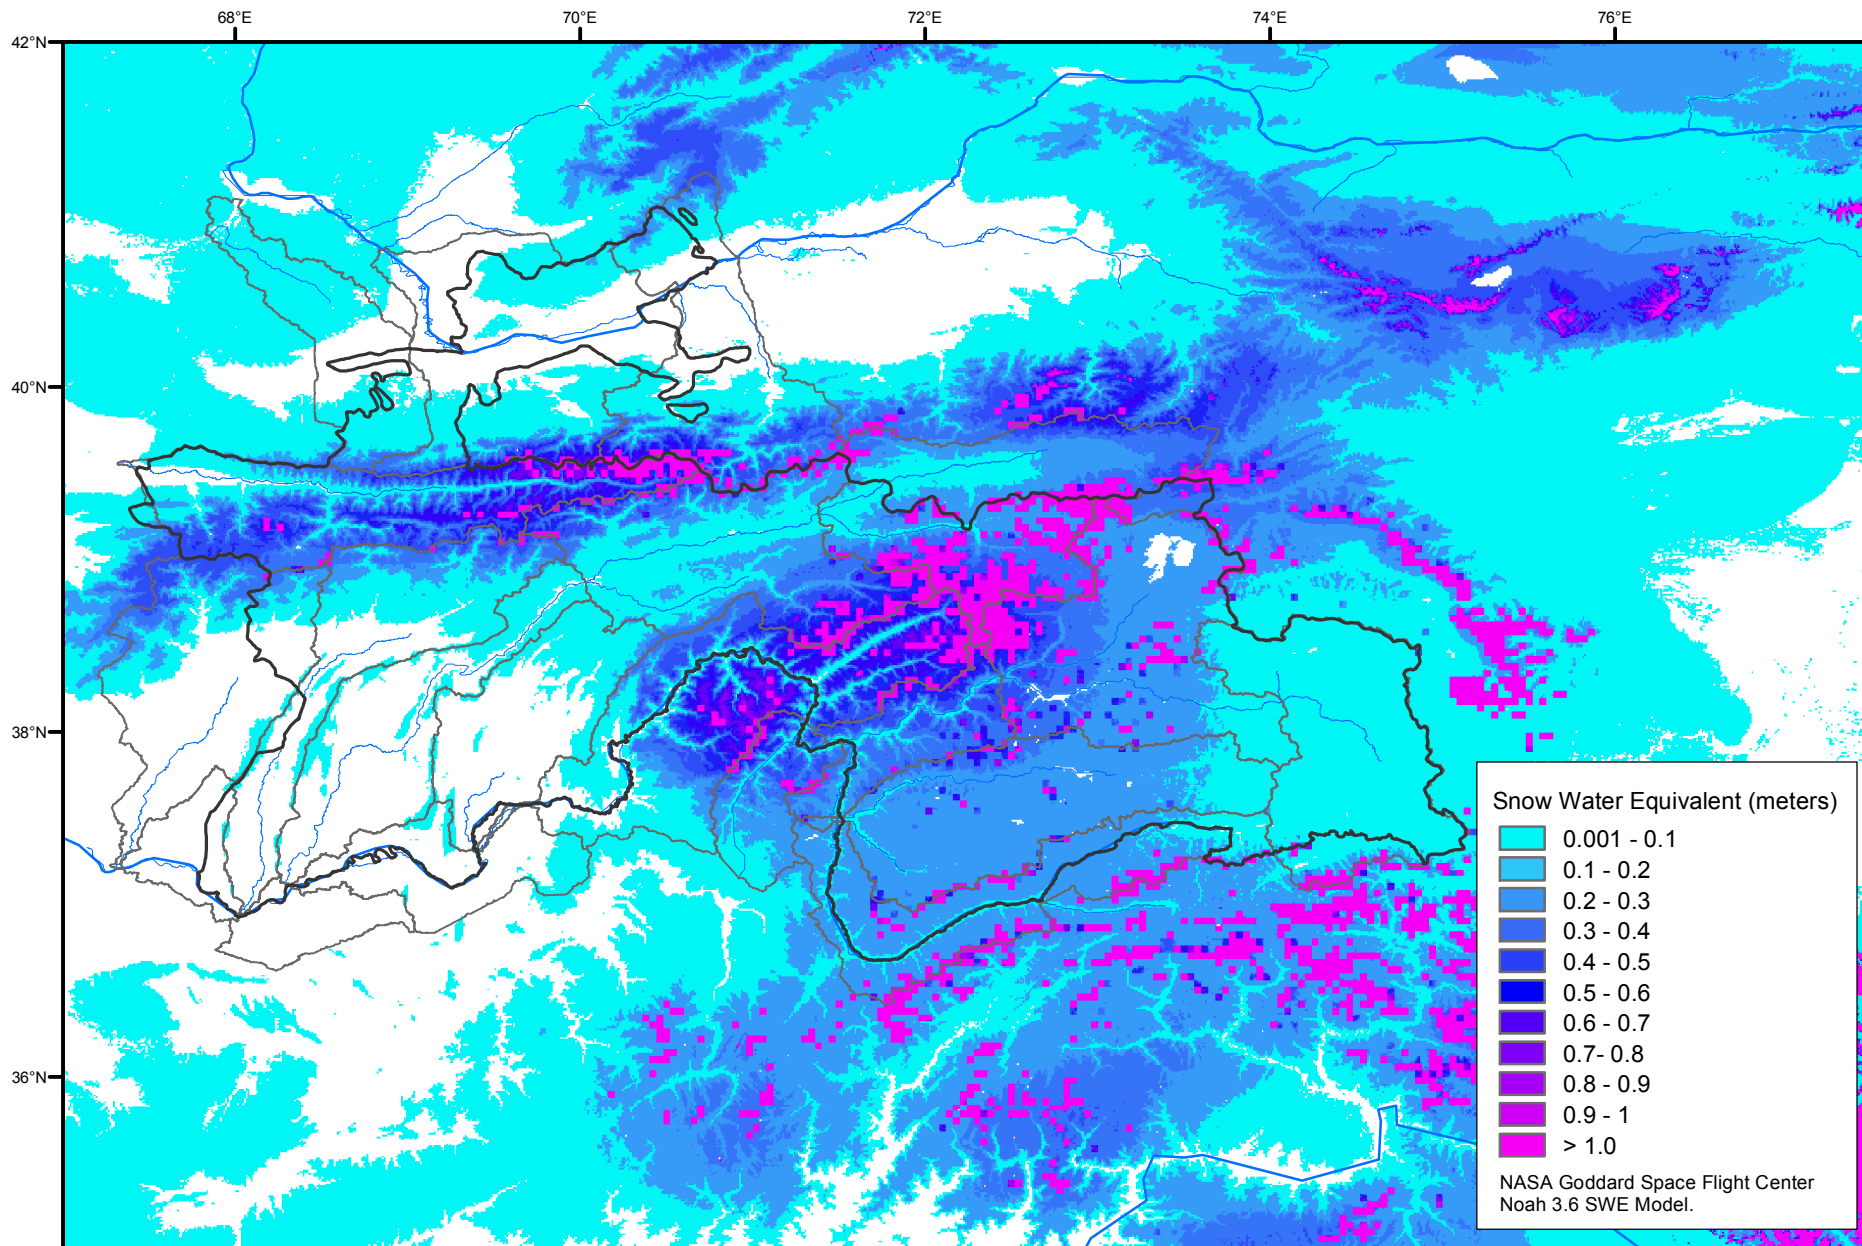 68°E
70°E
72°E
74°E
76°E
42°N
40°N
38°N
36°N
Snow Water Equivalent (meters)
0.001 - 0.1
0.1 - 0.2
0.2 - 0.3
0.3 - 0.4
0.4 - 0.5
0.5 - 0.6
0.6 - 0.7
0.7- 0.8
0.8 - 0.9
0.9 - 1
> 1.0
NASA Goddard Space Flight Center
Noah 3.6 SWE Model.